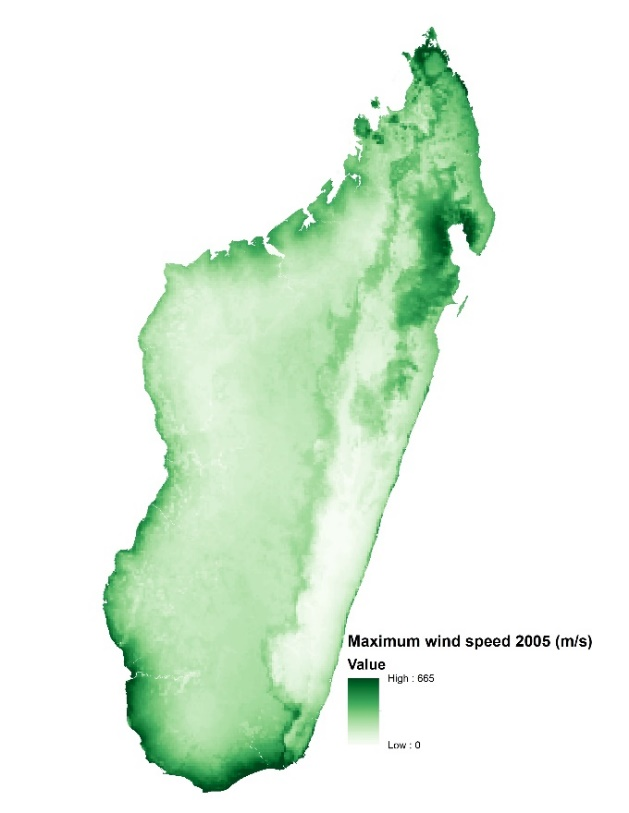 Maximum wind speed 2005 (m/s)
Value
High : 665
Low : 0